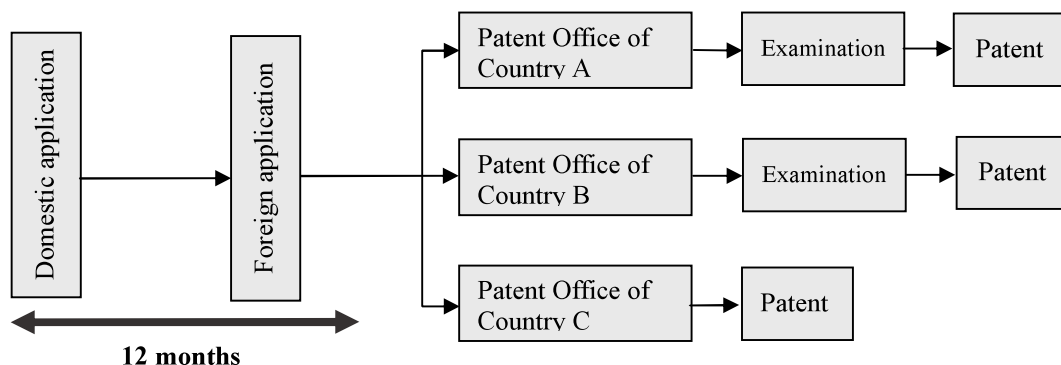 Domestic application
Foreign application
Patent Office of
Country A
Examination
Patent
Patent Office of
Country B
Examination
Patent
Patent Office of
Country C
Patent
12 months